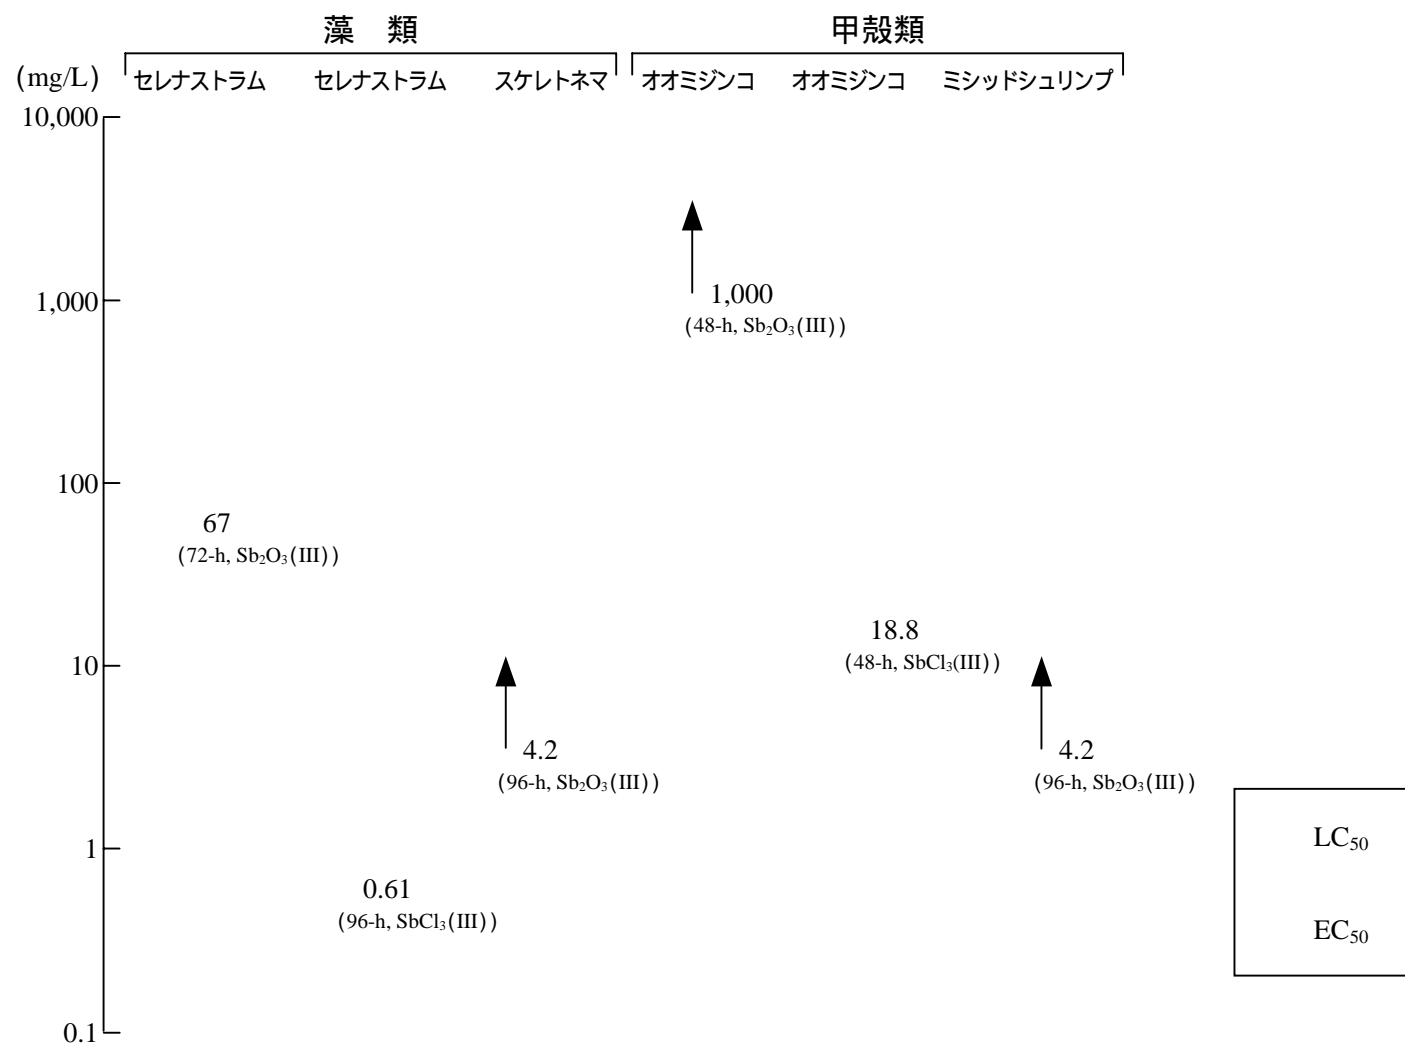 藻　類
甲殻類
(mg/L)
セレナストラム
セレナストラム
スケレトネマ
オオミジンコ
オオミジンコ
ミシッドシュリンプ
10,000
1,000
100
10
1
0.1
1,000
(48-h, Sb₂O₃(III))
67
(72-h, Sb₂O₃(III))
18.8
(48-h, SbCl₃(III))
4.2
(96-h, Sb₂O₃(III))
4.2
(96-h, Sb₂O₃(III))
0.61
(96-h, SbCl₃(III))
LC₅₀
EC₅₀